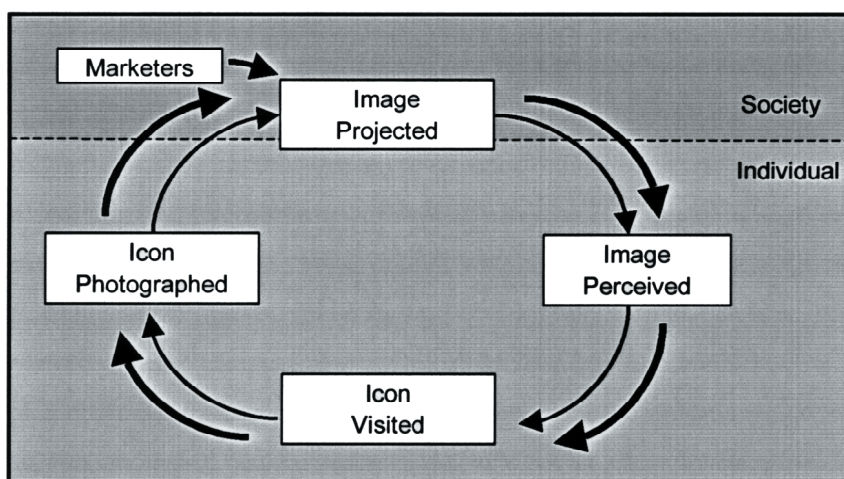 Marketers
Image
Projected
Society
Individual
Icon
Photographed
Image
Perceived
Icon
Visited